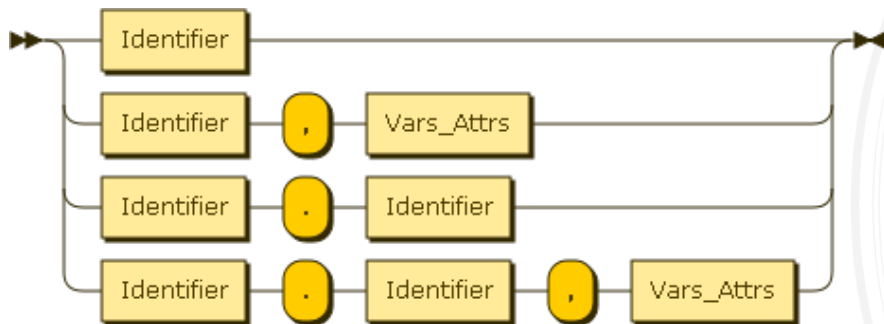 Identifier
Identifier , Vars_Attrs
Identifier . Identifier
Identifier . Identifier , Vars_Attrs